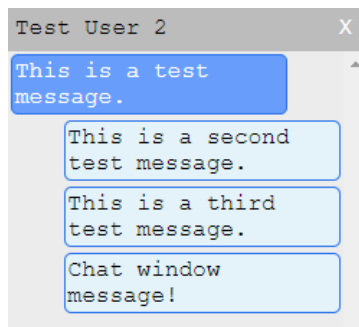 Test User 2 X
This is a test
message.
This is a second
test message.
This is a third
test message.
Chat window
message!